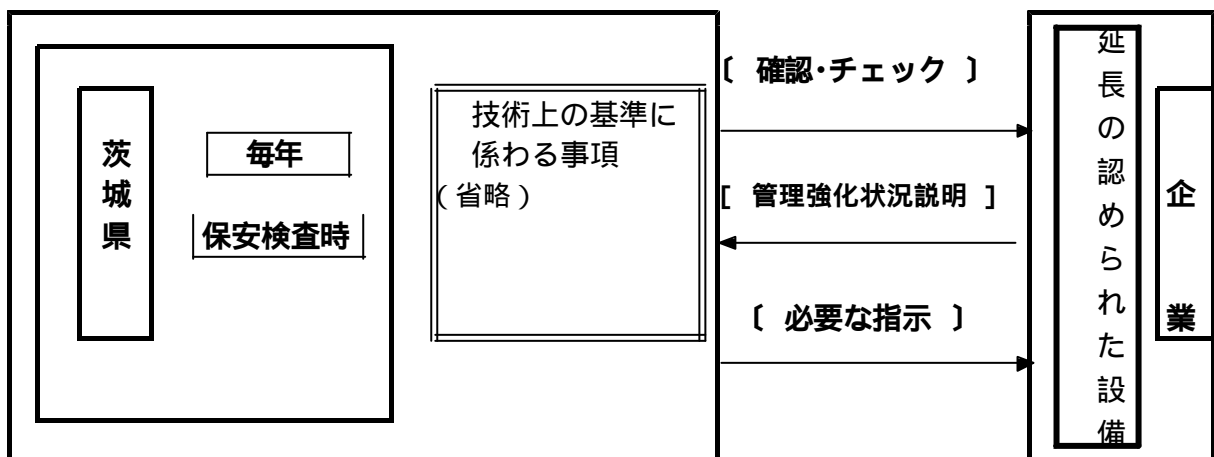 茨城県
毎年
保安検査時
技術上の基準に
係わる事項
(省略)
〔 確認・チェック 〕
[ 管理強化状況説明 ]
〔 必要な指示 〕
延長の認められた設備
企業